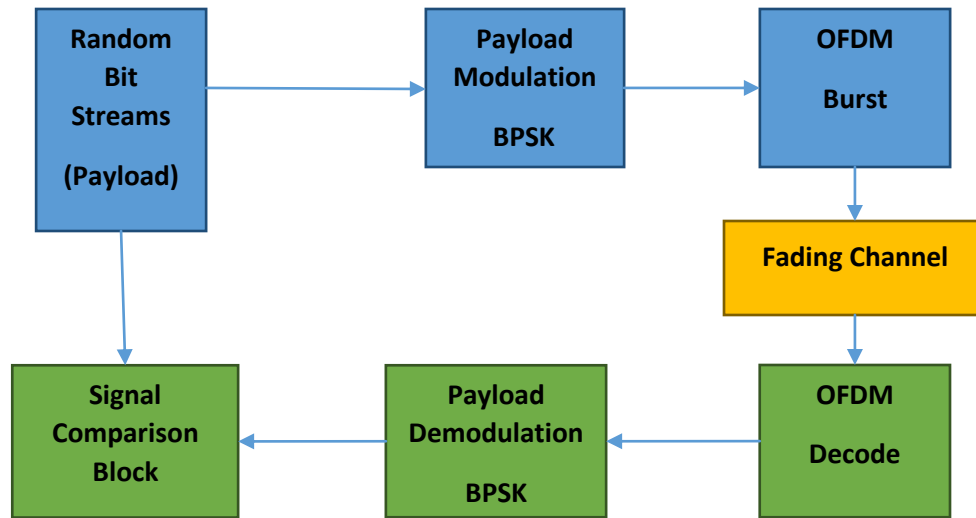 Random
Bit
Streams
(Payload)
Payload
Modulation
BPSK
OFDM
Burst
Fading Channel
Signal
Comparison
Block
Payload
Demodulation
BPSK
OFDM
Decode